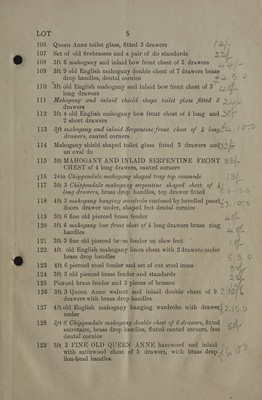 LOT 8
106 Queen Anne toilet glass, fitted 3 drawers
107 Set of old firebrasses and a pair of do standards
108 3ft 6 mahogany and inlaid bow front chest of 5 drawers
109 3ft 9 old English mahogany double chest of 7 drawers brass
drop handles, dental cornice
110 3ft old English mahogany and inlaid bow front chest of 3
long drawers
111 Mahogany and inlaid shield shape toilet glass fitted 3
drawers
112 3ft 4 old English mahogany bow front chest of 4 long and
2 short drawers
113 3ft mahogany and inlaid Serpentine front chest of 4 long
drawers, canted corners
114 Mahogany shield shaped toilet glass fitted 3 drawers and
an oval do
115 3ft MAHOGANY AND INLAID SERPENTINE FRONT
CHEST of 4 long drawers, canted corners
116 24in Chippendale mahogany shaped tray top commode
117 3ft 3 Chippendale mahogany serpentine shaped chest of 4
long drawers, brass drop handles, top drawer fitted
118 4ft 3 mahogany hanging wardrobe enclosed by bevelled panel
doors drawer under, shaped feet dental cornice
119 3ft 6 fine old pierced brass fender
120 3ft 6 mahogany bow front chest of 4 long drawers brass ring
handles
121 3ft 3 fine old pierced brass fender on claw feet
122 4ft old English mahogany linen chest with 2 drawers under
brass drop handles
123 4ft 6 pierced steel fender and set of out steel irons
124 3ft 3 old pierced brass fender and standards
125 Pierced brass fender and 2 pieces of brasses
126 3ft 3 Queen Anne walnut and inlaid double chest of 9
drawers with brass drop handles
127 4ft old English mahogany hanging wardrobe with drawer
under
128 3ft 6 Chippendale mahogany double chest of 8 drawers, fitted
secretaire, brass drop handles, fluted canted corners, fret
dental cornice
129 3ft 3 FINE OLD QUEEN ANNE harewood and inlaid
with satinwood chest of 5 drawers, with brass drop
lion-head handles